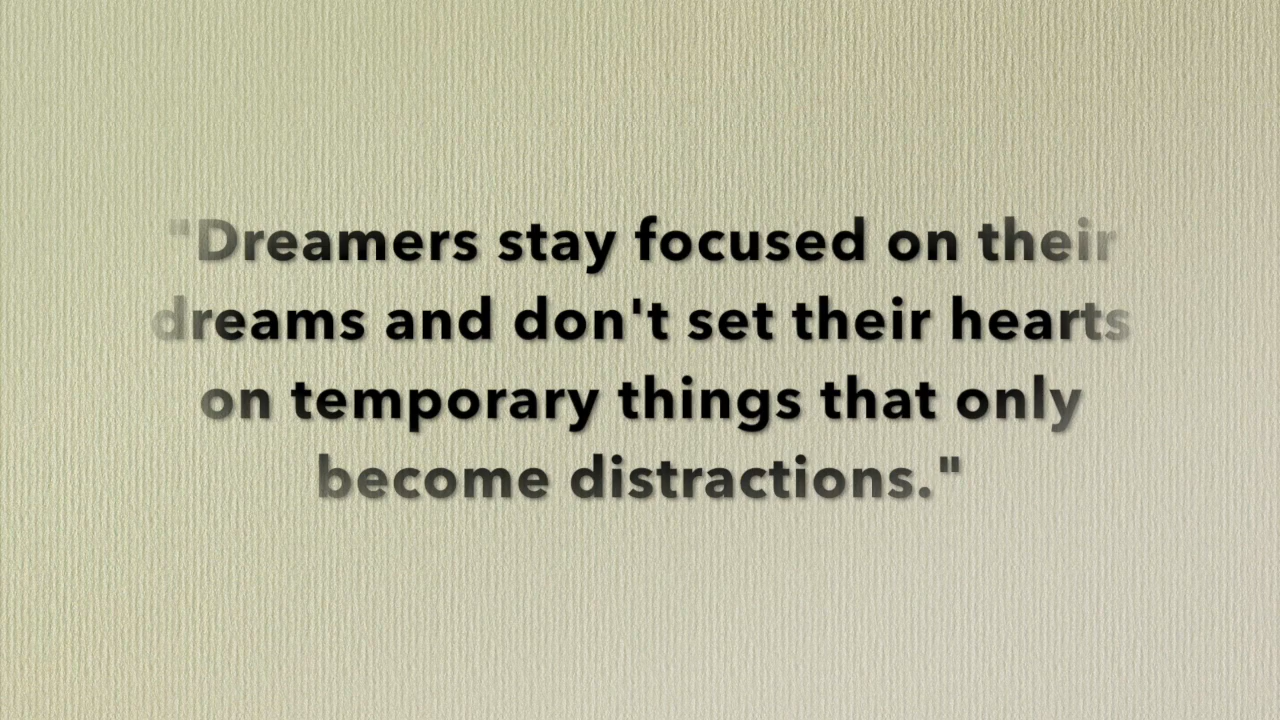 "Dreamers stay focused on their
dreams and don't set their hearts
on temporary things that only
become distractions."